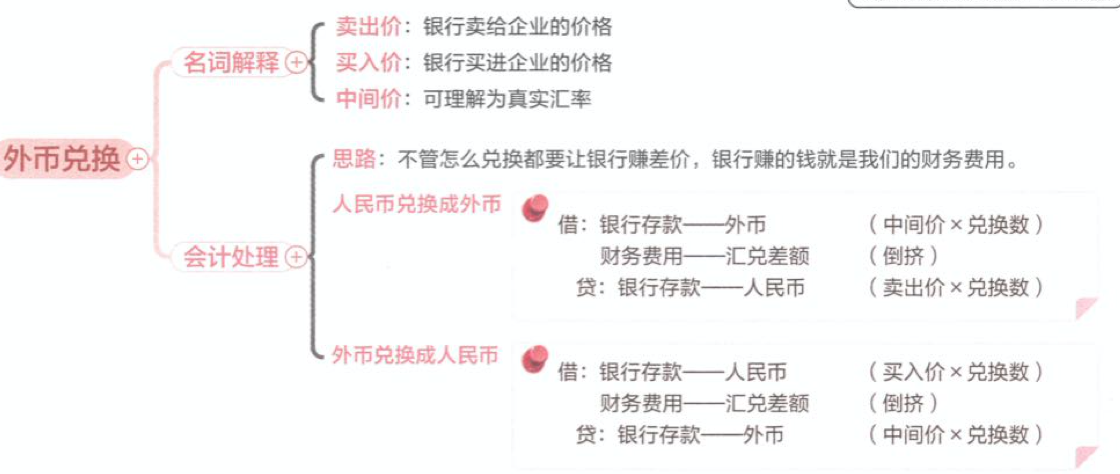 外币兑换
名词解释
卖出价：银行卖给企业的价格
买入价：银行买进企业的价格
中间价：可理解为真实汇率
会计处理
思路：不管怎么兑换都要让银行赚差价，银行赚的钱就是我们的财务费用。
人民币兑换成外币
借：银行存款——外币 （中间价×兑换数）
财务费用——汇兑差额 （倒挤）
贷：银行存款——人民币 （卖出价×兑换数）
外币兑换成人民币
借：银行存款——人民币 （买入价×兑换数）
财务费用——汇兑差额 （倒挤）
贷：银行存款——外币 （中间价×兑换数）